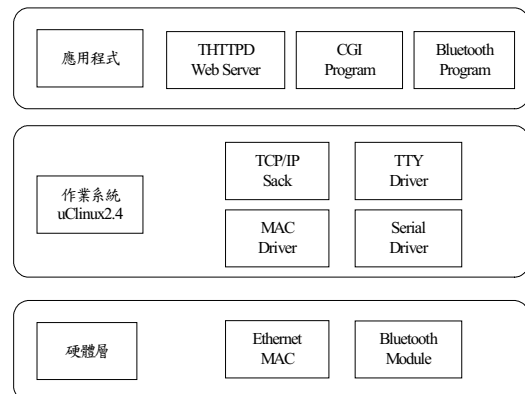 應用程式
THTTPD
Web Server
CGI
Program
Bluetooth
Program
作業系統
uClinux2.4
TCP/IP
Sack
TTY
Driver
MAC
Driver
Serial
Driver
硬體層
Ethernet
MAC
Bluetooth
Module